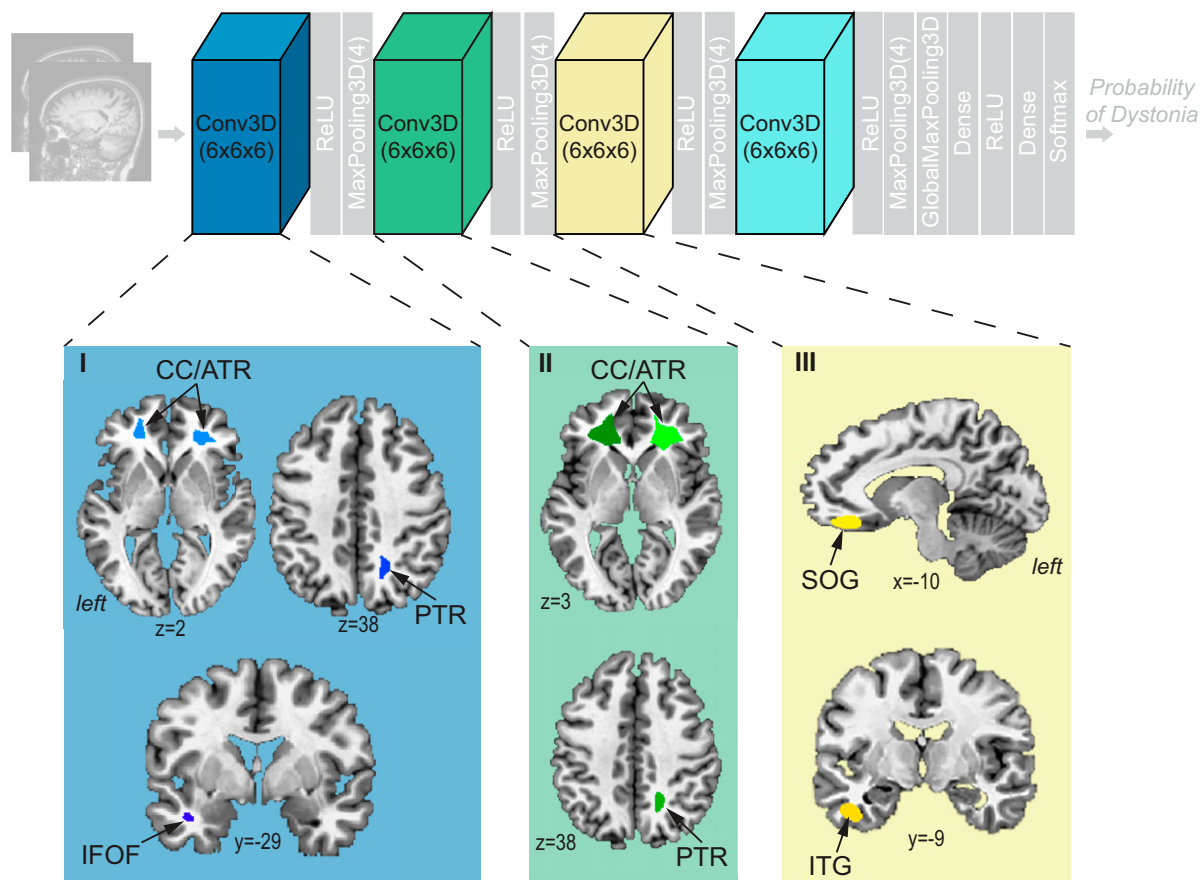 Conv3D
(6x6x6)
ReLU
MaxPooling3D(4)
Conv3D
(6x6x6)
ReLU
MaxPooling3D(4)
Conv3D
(6x6x6)
ReLU
MaxPooling3D(4)
Conv3D
(6x6x6)
ReLU
MaxPooling3D(4)
GlobalMaxPooling3D
Dense
ReLU
Dense
Softmax
Probability
of Dystonia
I
CC/ATR
left
z=2
z=38
PTR
IFOF
y=-29
II
CC/ATR
z=3
z=38
PTR
III
SOG
x=-10
left
ITG
y=-9